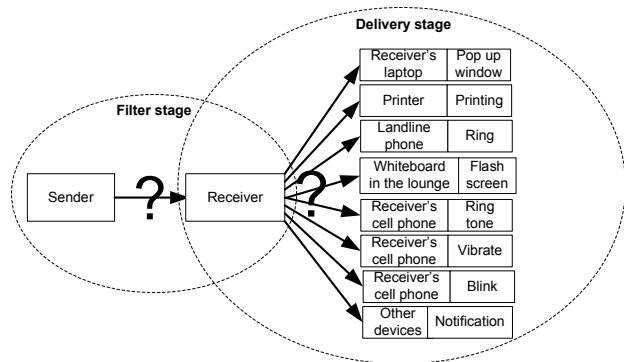 Delivery stage
Filter stage
Sender
?
Receiver
?
Receiver's
laptop
Pop up
window
Printer
Printing
Landline
phone
Ring
Whiteboard
in the lounge
Flash
screen
Receiver's
cell phone
Ring
tone
Receiver's
cell phone
Vibrate
Receiver's
cell phone
Blink
Other
devices
Notification